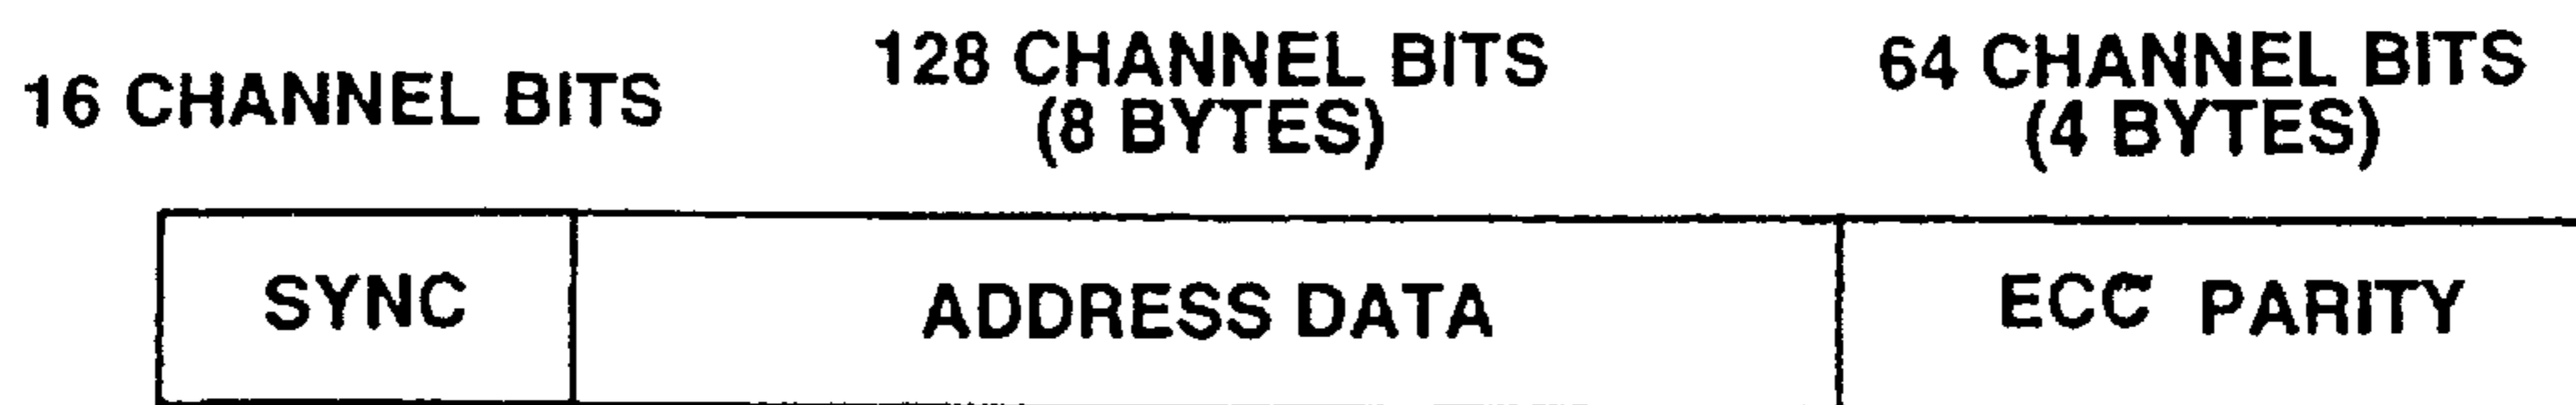 16 CHANNEL BITS
128 CHANNEL BITS
(8 BYTES)
64 CHANNEL BITS
(4 BYTES)
SYNC
ADDRESS DATA
ECC PARITY